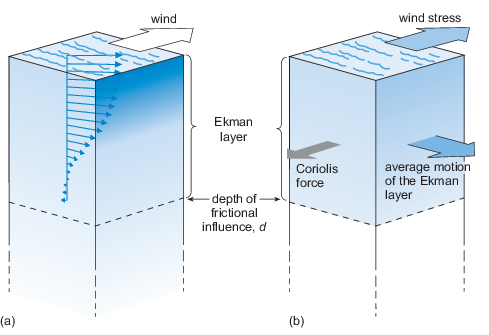 wind
Ekman
layer
depth of
frictional
influence, d
(a)
wind stress
Coriolis
force
average motion
of the Ekman
layer
(b)